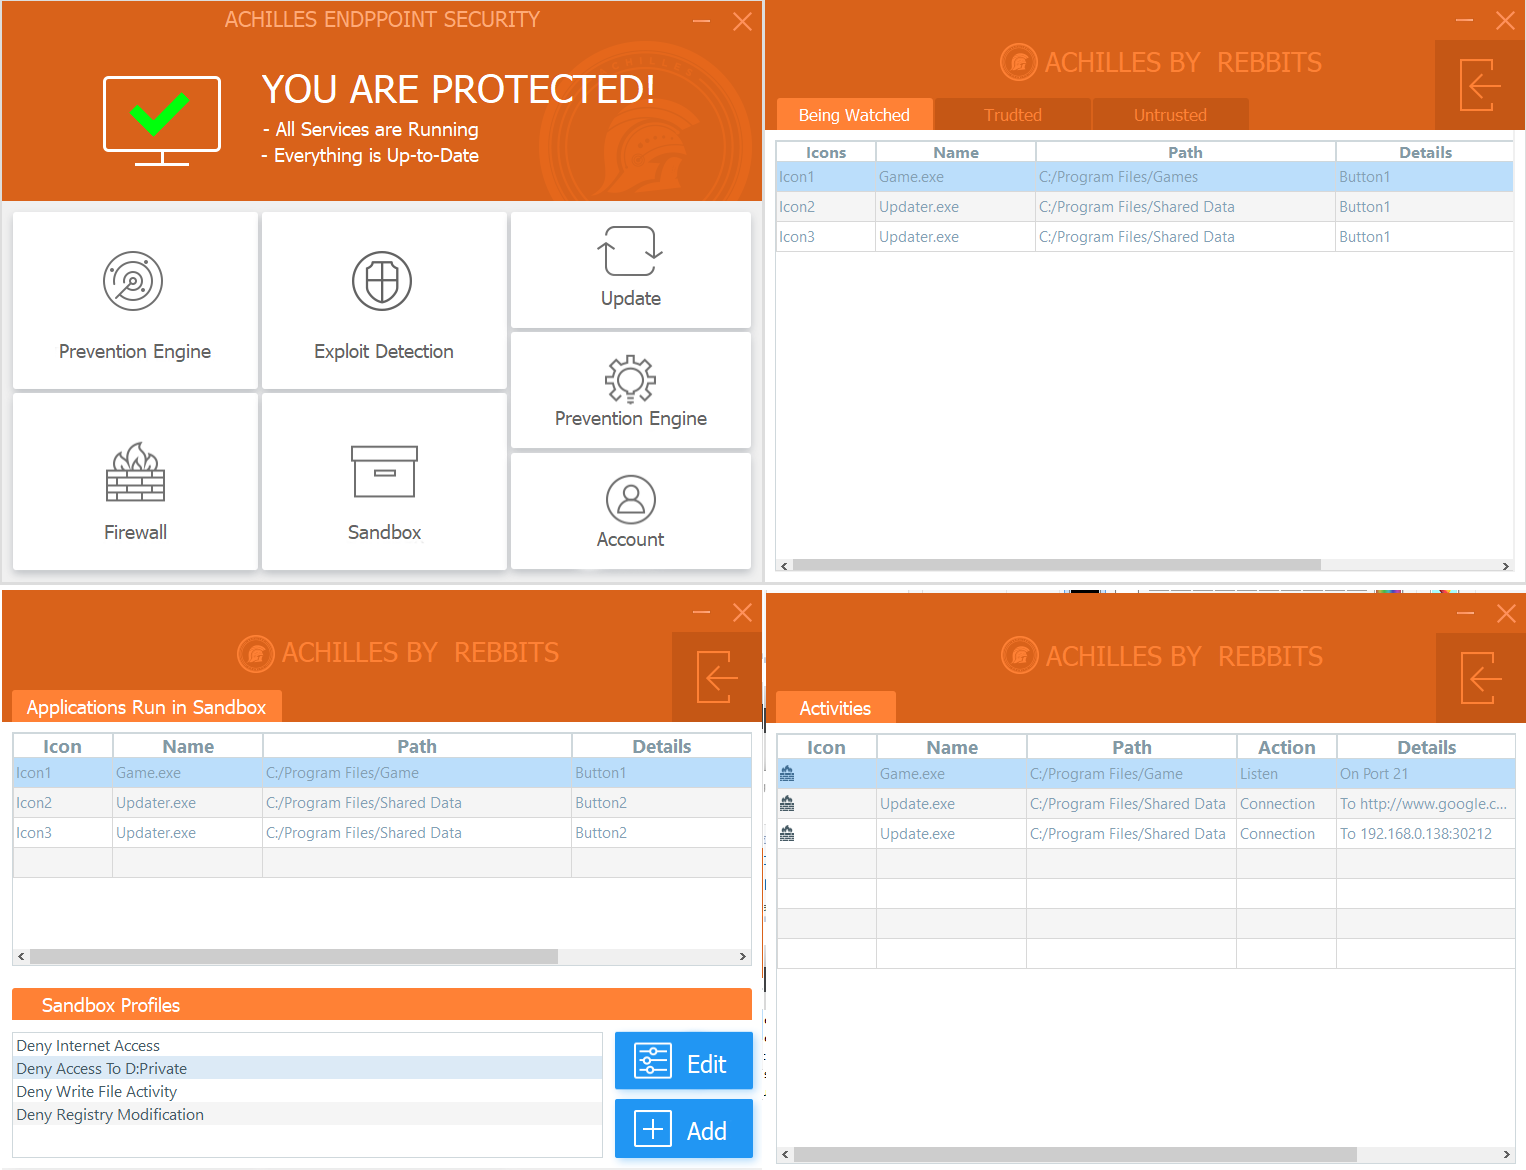 ACHILLES ENDPPOINT SECURITY
YOU ARE PROTECTED!
- All Services are Running
- Everything is Up-to-Date
Prevention Engine
Exploit Detection
Update
Prevention Engine
Firewall
Sandbox
Account
ACHILLES BY REBBITS
Being Watched Trudted Untrusted
Icons Name Path Details
Icon1 Game.exe C:/Program Files/Games Button1
Icon2 Updater.exe C:/Program Files/Shared Data Button1
Icon3 Updater.exe C:/Program Files/Shared Data Button1
ACHILLES BY REBBITS
Applications Run in Sandbox
Icon Name Path Details
Icon1 Game.exe C:/Program Files/Game Button1
Icon2 Updater.exe C:/Program Files/Shared Data Button2
Icon3 Updater.exe C:/Program Files/Shared Data Button2
Sandbox Profiles
Deny Internet Access
Deny Access To D:Private
Deny Write File Activity
Deny Registry Modification
Edit
Add
ACHILLES BY REBBITS
Activities
Icon Name Path Action Details
Game.exe C:/Program Files/Game Listen On Port 21
Update.exe C:/Program Files/Shared Data Connection To http://www.google.c...
Update.exe C:/Program Files/Shared Data Connection To 192.168.0.138:30212